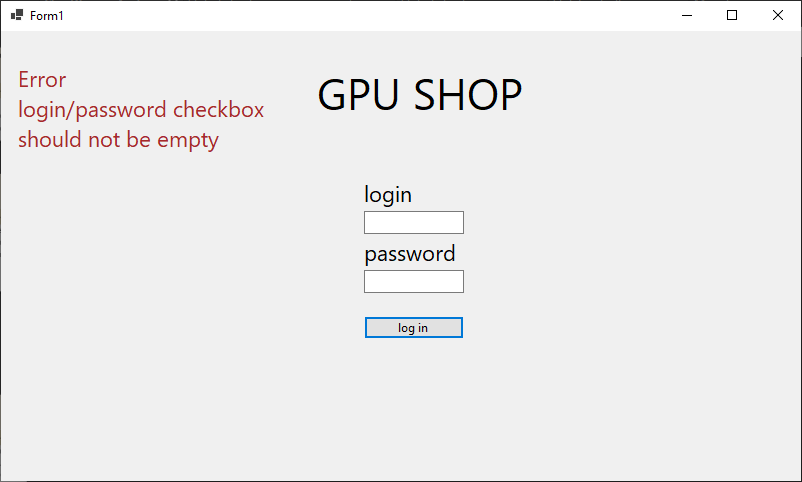 Form1
Error
login/password checkbox
should not be empty
GPU SHOP
login
password
log in